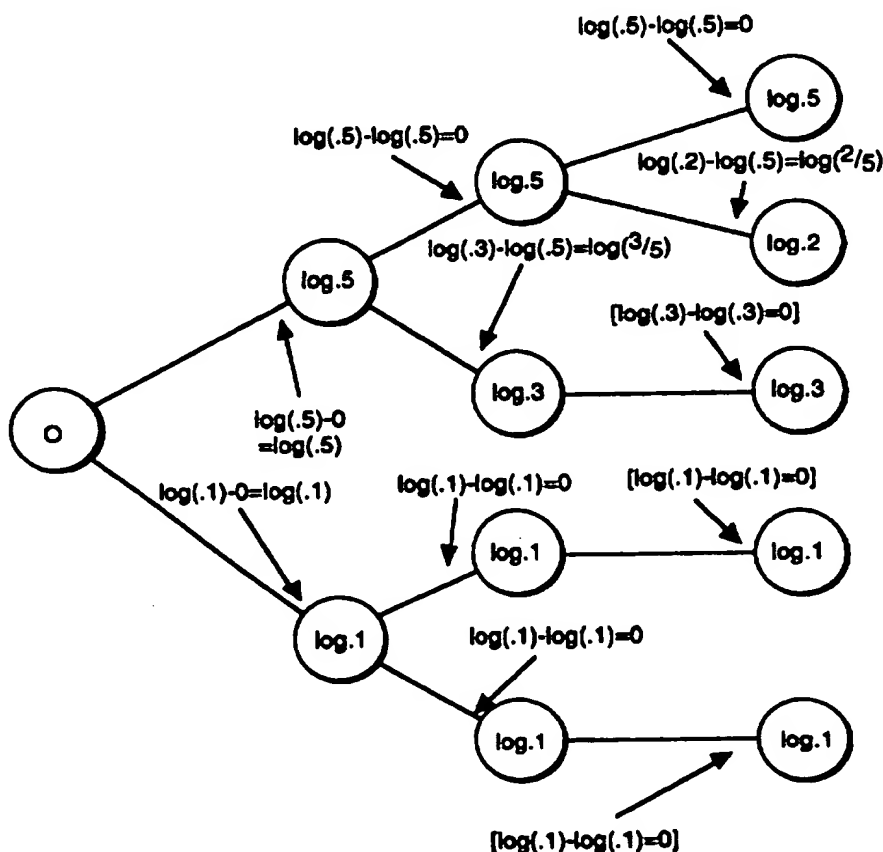 log(.5)-log(.5)=0
log.5
log(.5)-log(.5)=0
log.5
log(.2)-log(.5)=log(2/5)
log.2
log(.3)-log(.5)=log(3/5)
log.5
[log(.3)-log(.3)=0]
log.3
log.3
o
log(.5)-0
=log(.5)
log(.1)-0=log(.1)
log(.1)-log(.1)=0
[log(.1)-log(.1)=0]
log.1
log.1
log.1
log(.1)-log(.1)=0
log.1
log.1
[log(.1)-log(.1)=0]